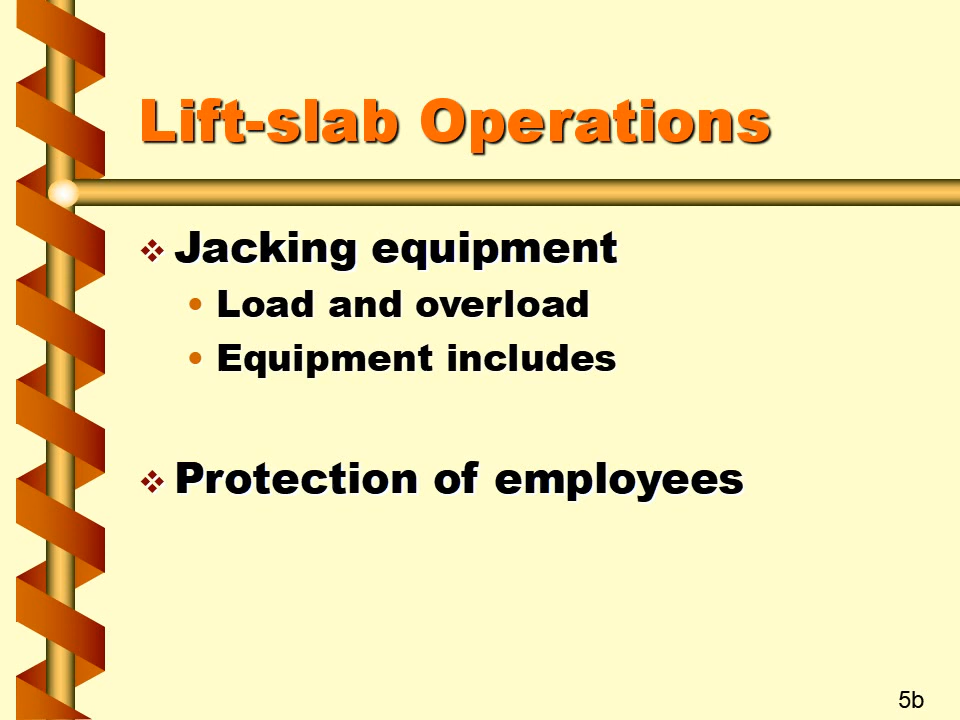 Lift-slab Operations
❖ Jacking equipment
• Load and overload
• Equipment includes
❖ Protection of employees
5b